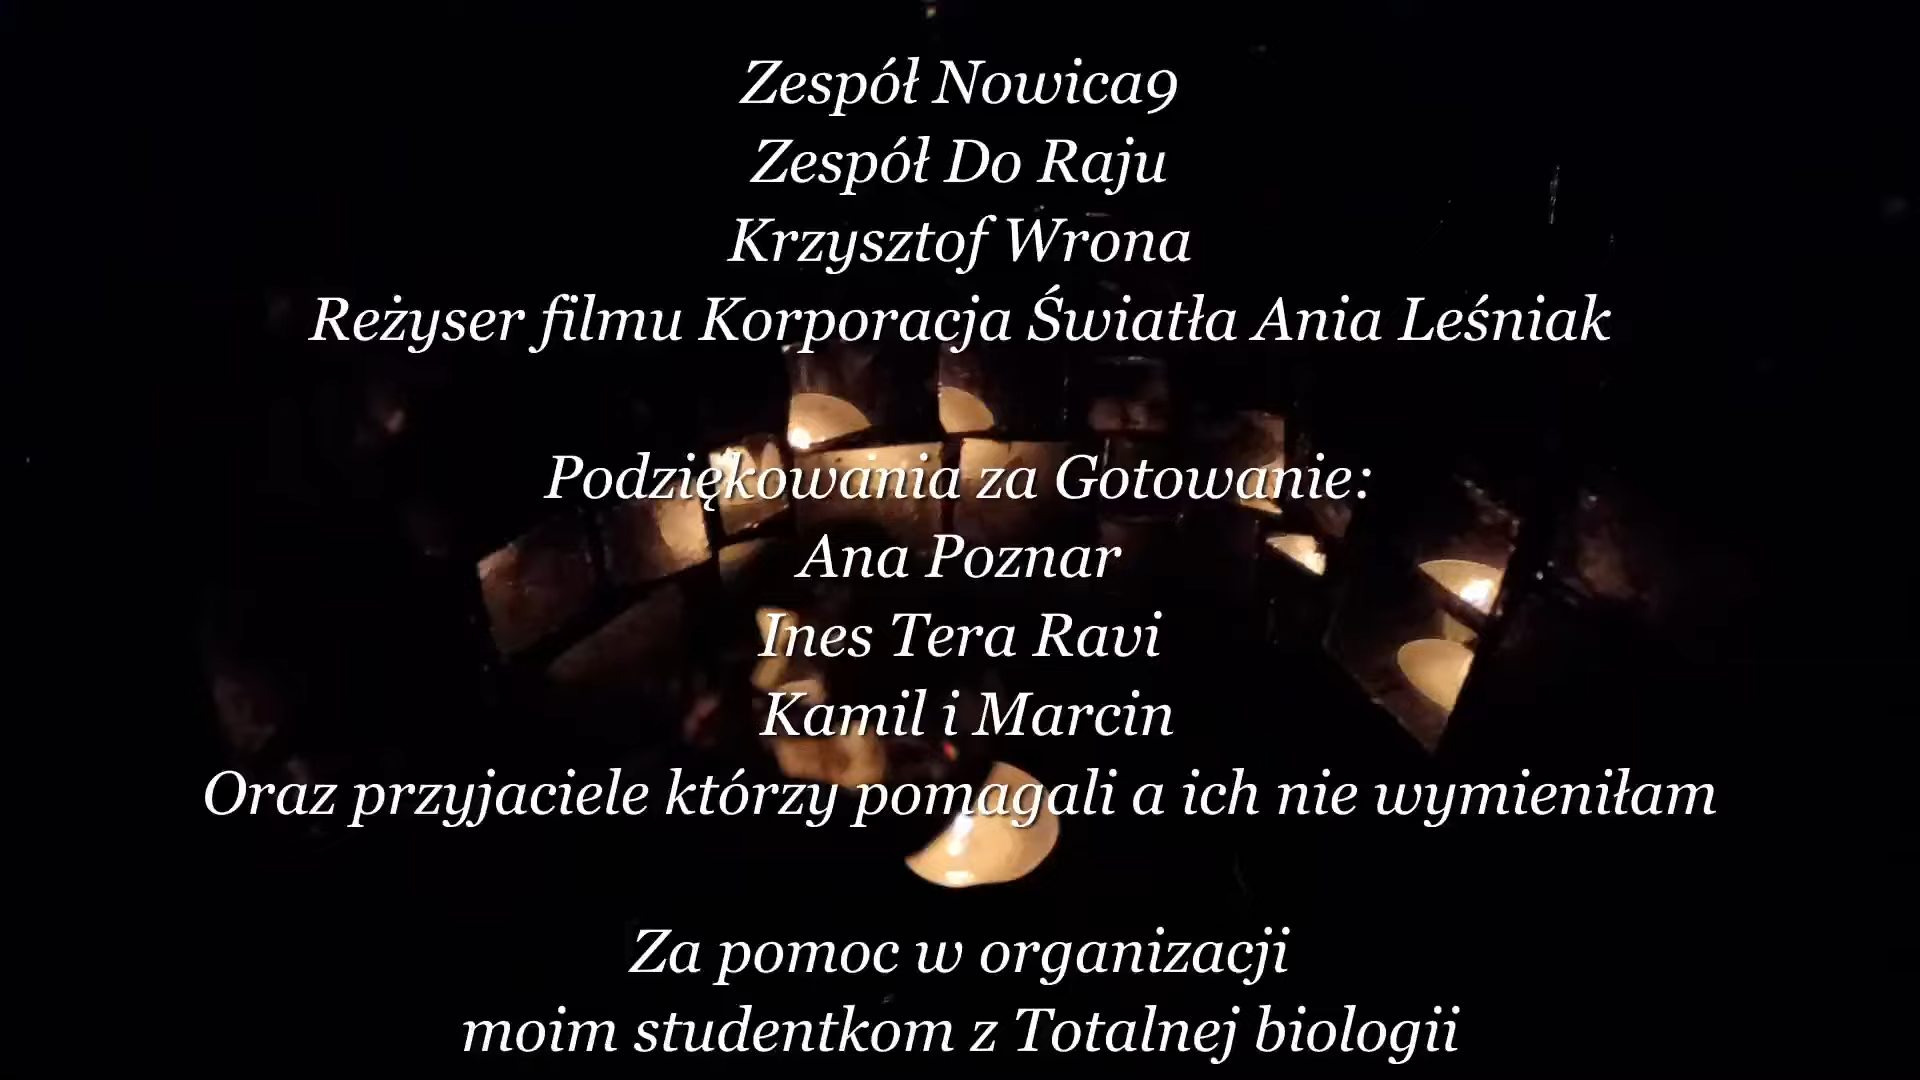 Zespół Nowica9
Zespół Do Raju
Krzysztof Wrona
Reżyser filmu Korporacja Światła Ania Leśniak
Podziękowania za Gotowanie:
Ana Poznar
Ines Tera Ravi
Kamil i Marcin
Oraz przyjaciele którzy pomagali a ich nie wymieniłam
Za pomoc w organizacji
moim studentkom z Totalnej biologii